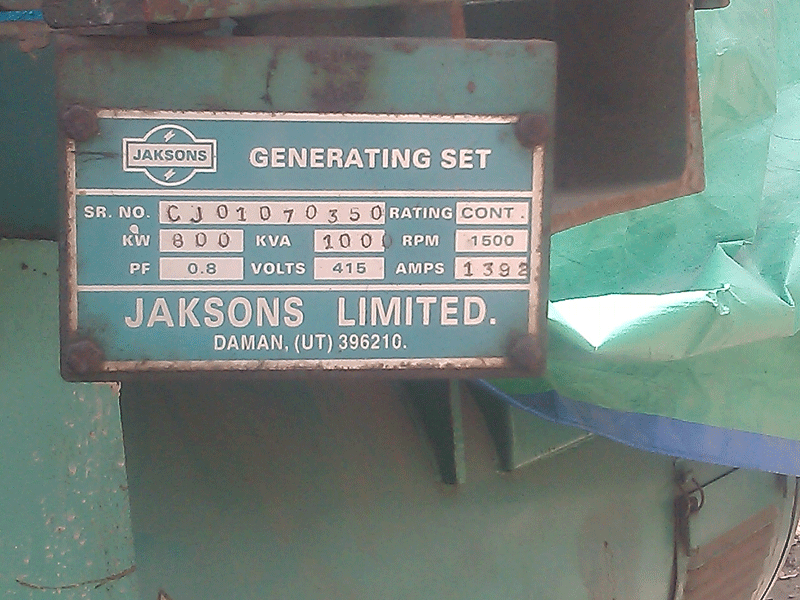 JAKSONS GENERATING SET
SR. NO. CJ01070350 RATING CONT.
KW 800 KVA 1000 RPM 1500
PF 0.8 VOLTS 415 AMPS 1392
JAKSONS LIMITED.
DAMAN, (UT) 396210.